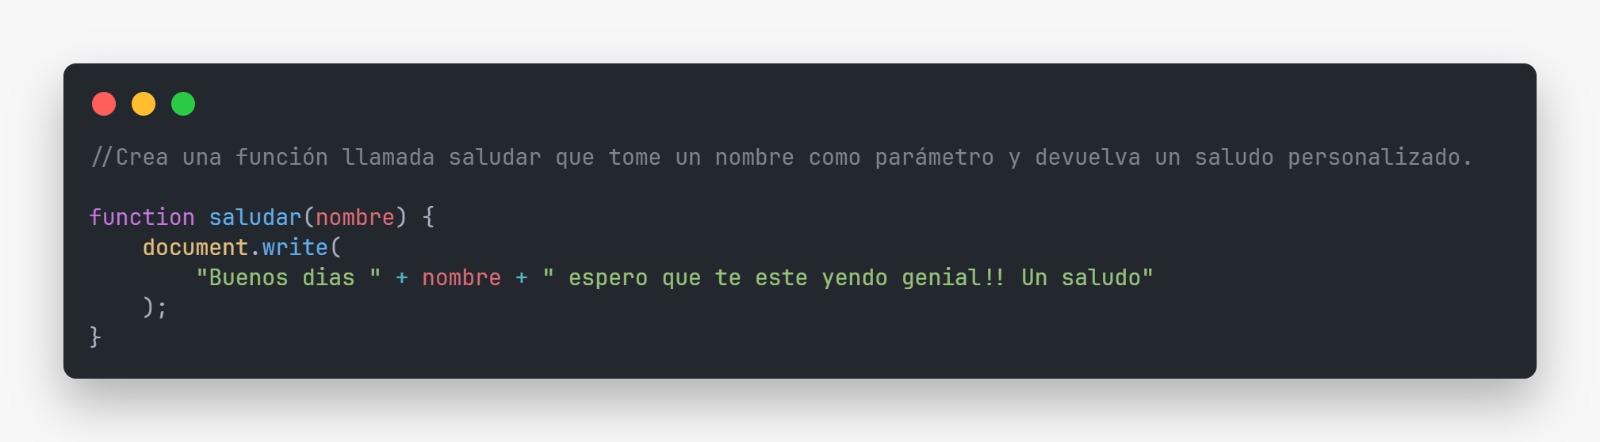 //Crea una función llamada saludar que tome un nombre como parámetro y devuelva un saludo personalizado.
function saludar(nombre) {
    document.write(
        "Buenos dias " + nombre + " espero que te este yendo genial!! Un saludo"
    );
}